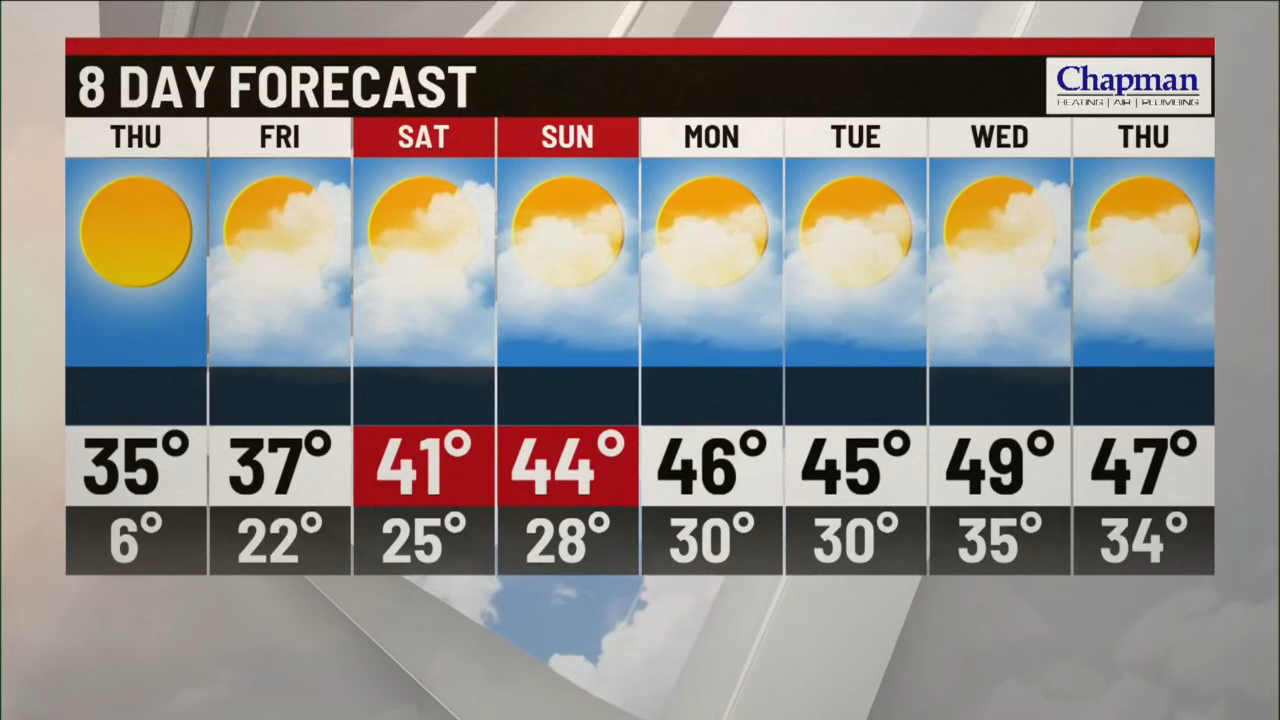 8 DAY FORECAST
Chapman
HEATING | AIR | PLUMBING
THU FRI SAT SUN MON TUE WED THU
35° 37° 41° 44° 46° 45° 49° 47°
6° 22° 25° 28° 30° 30° 35° 34°